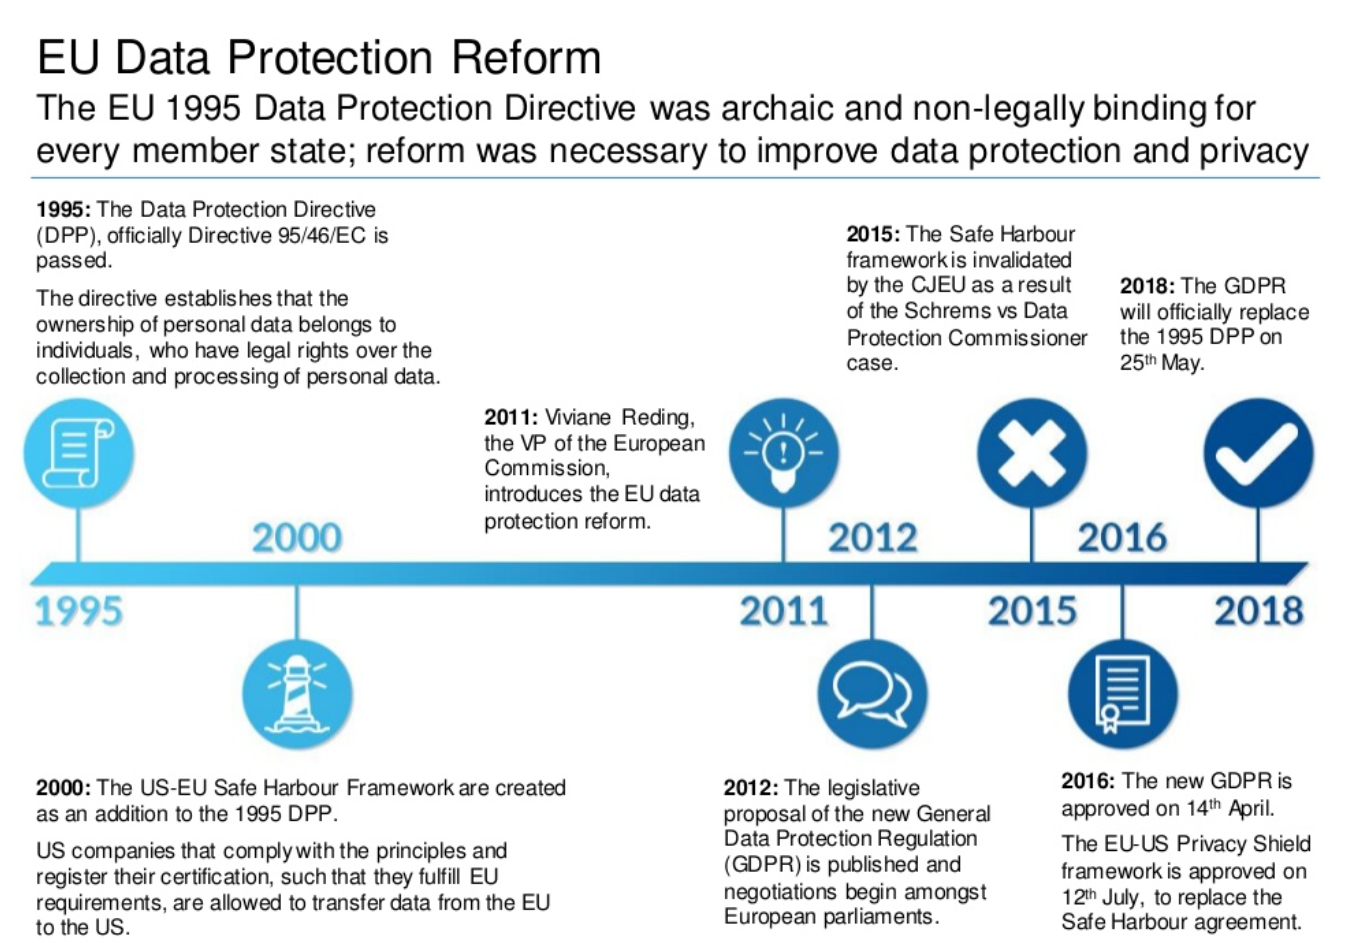 EU Data Protection Reform
The EU 1995 Data Protection Directive was archaic and non-legally binding for
every member state; reform was necessary to improve data protection and privacy
1995: The Data Protection Directive
(DPP), officially Directive 95/46/EC is
passed.
The directive establishes that the
ownership of personal data belongs to
individuals, who have legal rights over the
collection and processing of personal data.
2011: Viviane Reding,
the VP of the European
Commission,
introduces the EU data
protection reform.
2015: The Safe Harbour
framework is invalidated
by the CJEU as a result
of the Schrems vs Data
Protection Commissioner
case.
2018: The GDPR
will officially replace
the 1995 DPP on
25th May.
2000
2012
2016
1995
2011
2015
2018
2000: The US-EU Safe Harbour Framework are created
as an addition to the 1995 DPP.
US companies that comply with the principles and
register their certification, such that they fulfill EU
requirements, are allowed to transfer data from the EU
to the US.
2012: The legislative
proposal of the new General
Data Protection Regulation
(GDPR) is published and
negotiations begin amongst
European parliaments.
2016: The new GDPR is
approved on 14th April.
The EU-US Privacy Shield
framework is approved on
12th July, to replace the
Safe Harbour agreement.